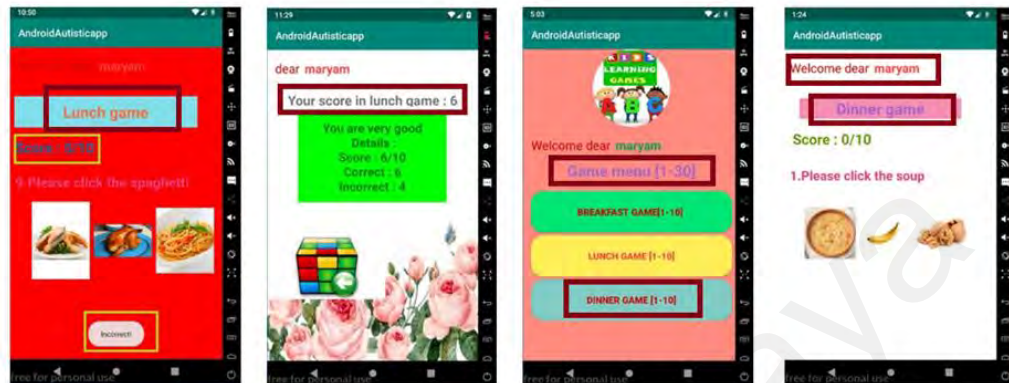 10:50
AndroidAutisticapp
maryam
Lunch game
Score : 0/10
9.Please click the spaghetti
Incorrect!
free for personal use
11:29
AndroidAutisticapp
dear maryam
Your score in lunch game : 6
You are very good
Details :
Score : 6/10
Correct : 6
Incorrect : 4
free for personal use
5:03
AndroidAutisticapp
KIDS
LEARNING
GAMES
ABC
Welcome dear maryam
Game menu [1-30]
BREAKFAST GAME[1-10]
LUNCH GAME [1-10]
DINNER GAME [1-10]
free for personal use
1:24
AndroidAutisticapp
Welcome dear maryam
Dinner game
Score : 0/10
1.Please click the soup
free for personal use